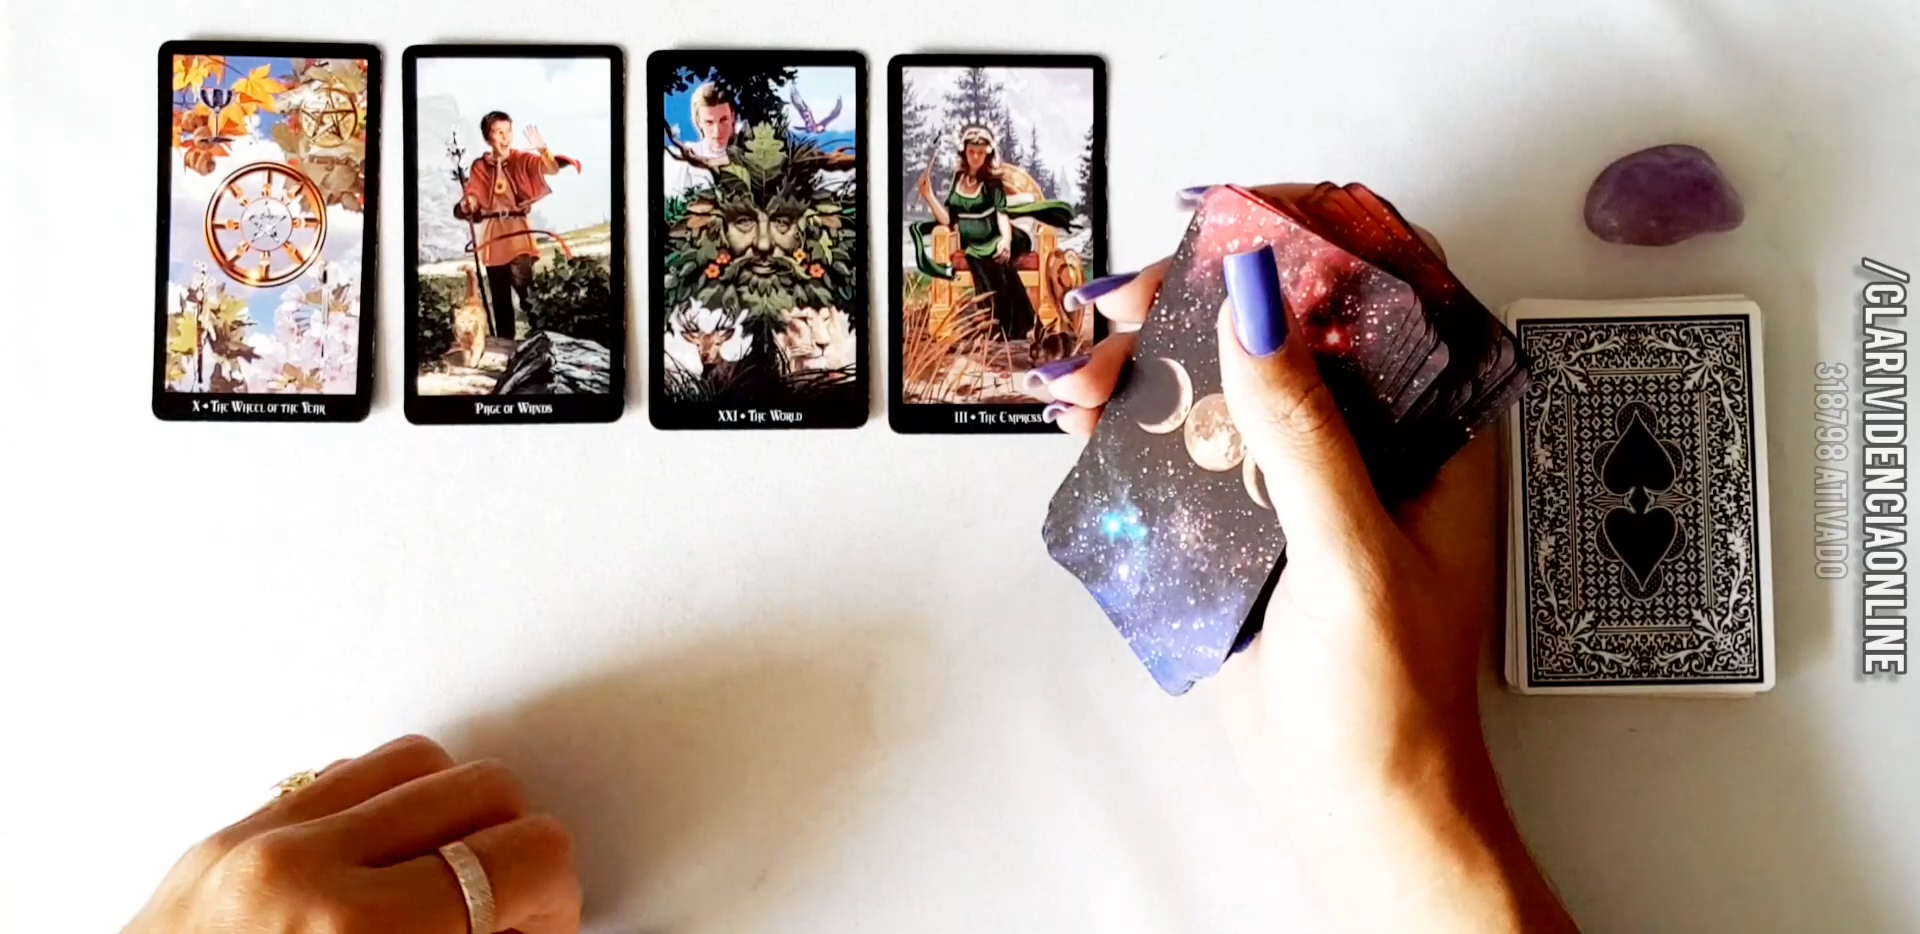 X • THE WHEEL OF THE YEAR
PAGE OF WANDS
XXI • THE WORLD
III • THE EMPRESS
/CLARIVIDENCIAONLINE
318798 ATIVADO